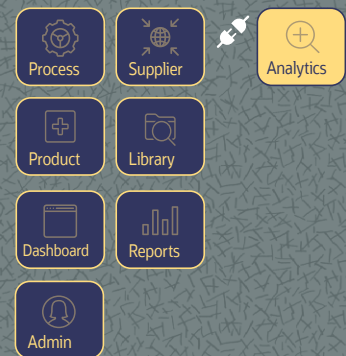 Process
Supplier
Analytics
Product
Library
Dashboard
Reports
Admin